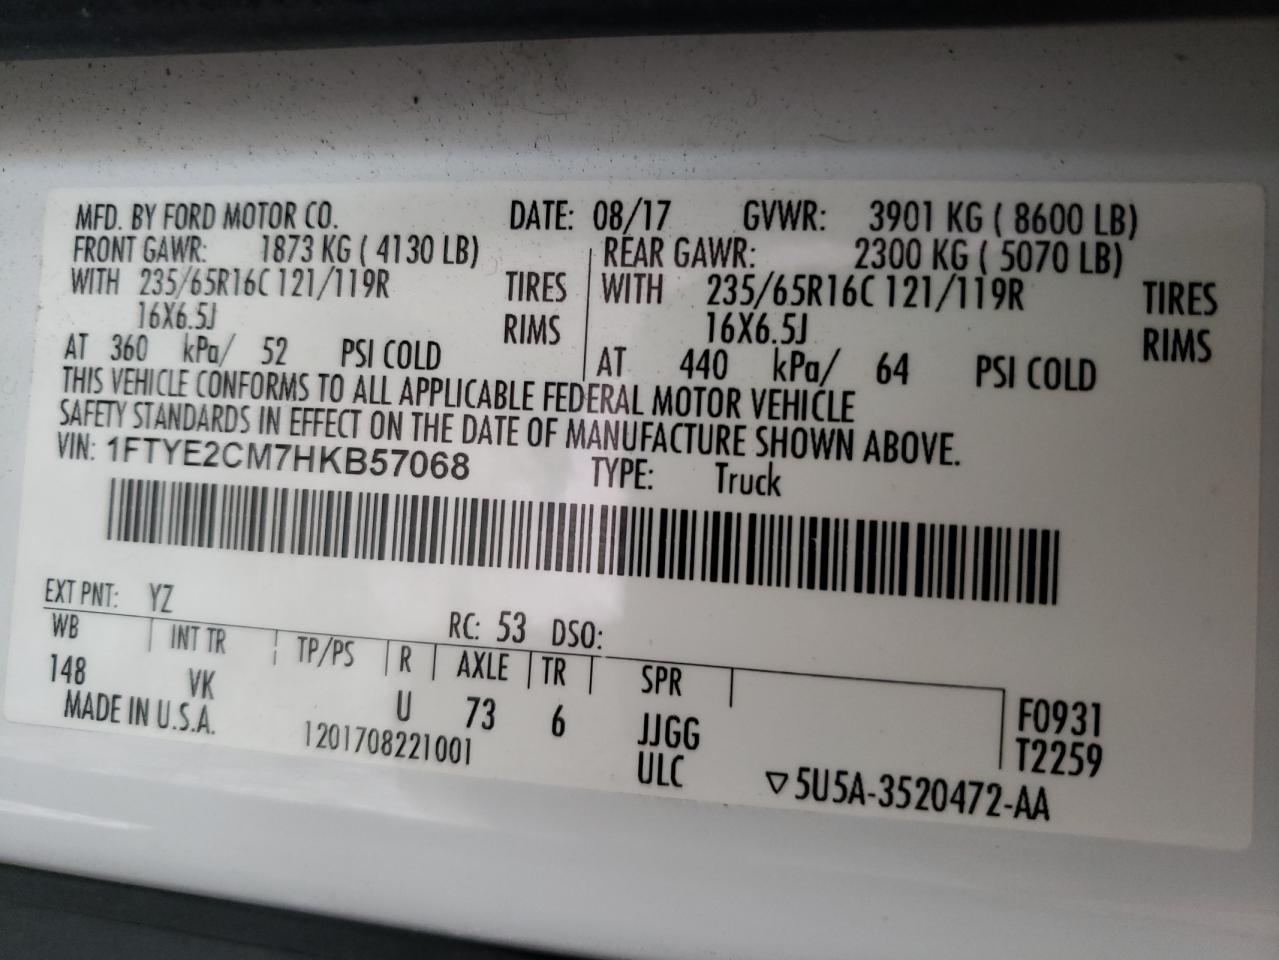 MFD. BY FORD MOTOR CO. DATE: 08/17 GVWR: 3901 KG ( 8600 LB)
FRONT GAWR: 1873 KG ( 4130 LB) REAR GAWR: 2300 KG ( 5070 LB)
WITH 235/65R16C 121/119R TIRES WITH 235/65R16C 121/119R TIRES
16X6.5J RIMS 16X6.5J RIMS
AT 360 kPa/ 52 PSI COLD AT 440 kPa/ 64 PSI COLD
THIS VEHICLE CONFORMS TO ALL APPLICABLE FEDERAL MOTOR VEHICLE
SAFETY STANDARDS IN EFFECT ON THE DATE OF MANUFACTURE SHOWN ABOVE.
VIN: 1FTYE2CM7HKB57068 TYPE: Truck
EXT PNT: YZ RC: 53 DSO:
WB INT TR TP/PS R AXLE TR SPR
148 VK U 73 6 JJGG F0931
MADE IN U.S.A. 1201708221001 ULC T2259
▽5U5A-3520472-AA